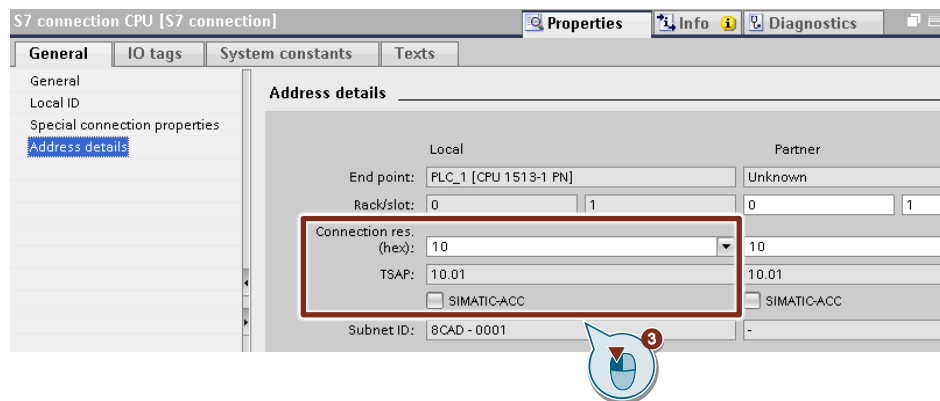 S7 connection CPU [S7 connection]
Properties
Info
Diagnostics
General
IO tags
System constants
Texts
General
Local ID
Special connection properties
Address details
Address details
Local
Partner
End point:
PLC_1 [CPU 1513-1 PN]
Unknown
Rack/slot:
0
1
0
1
Connection res.
(hex):
10
10
TSAP:
10.01
10.01
SIMATIC-ACC
SIMATIC-ACC
Subnet ID:
8CAD - 0001
-
3